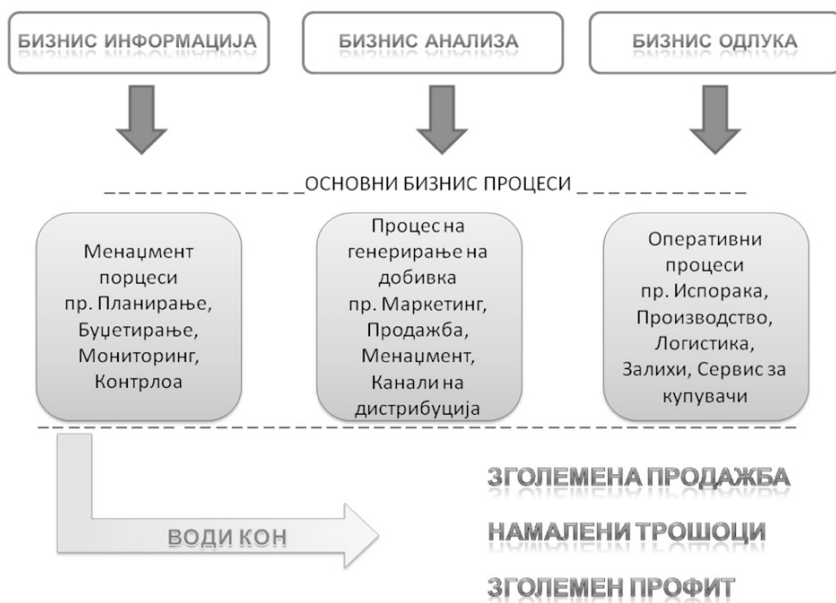 БИЗНИС ИНФОРМАЦИЈА
БИЗНИС АНАЛИЗА
БИЗНИС ОДЛУКА
ОСНОВНИ БИЗНИС ПРОЦЕСИ
Менаџмент
порцеси
пр. Планирање,
Буџетирање,
Мониторинг,
Контрлоа
Процес на
генерирање на
добивка
пр. Маркетинг,
Продажба,
Менаџмент,
Канали на
дистрибуција
Оперативни
процеси
пр. Испорака,
Производство,
Логистика,
Залихи, Сервис за
купувачи
ВОДИ КОН
ЗГОЛЕМЕНА ПРОДАЖБА
НАМАЛЕНИ ТРОШОЦИ
ЗГОЛЕМЕН ПРОФИТ